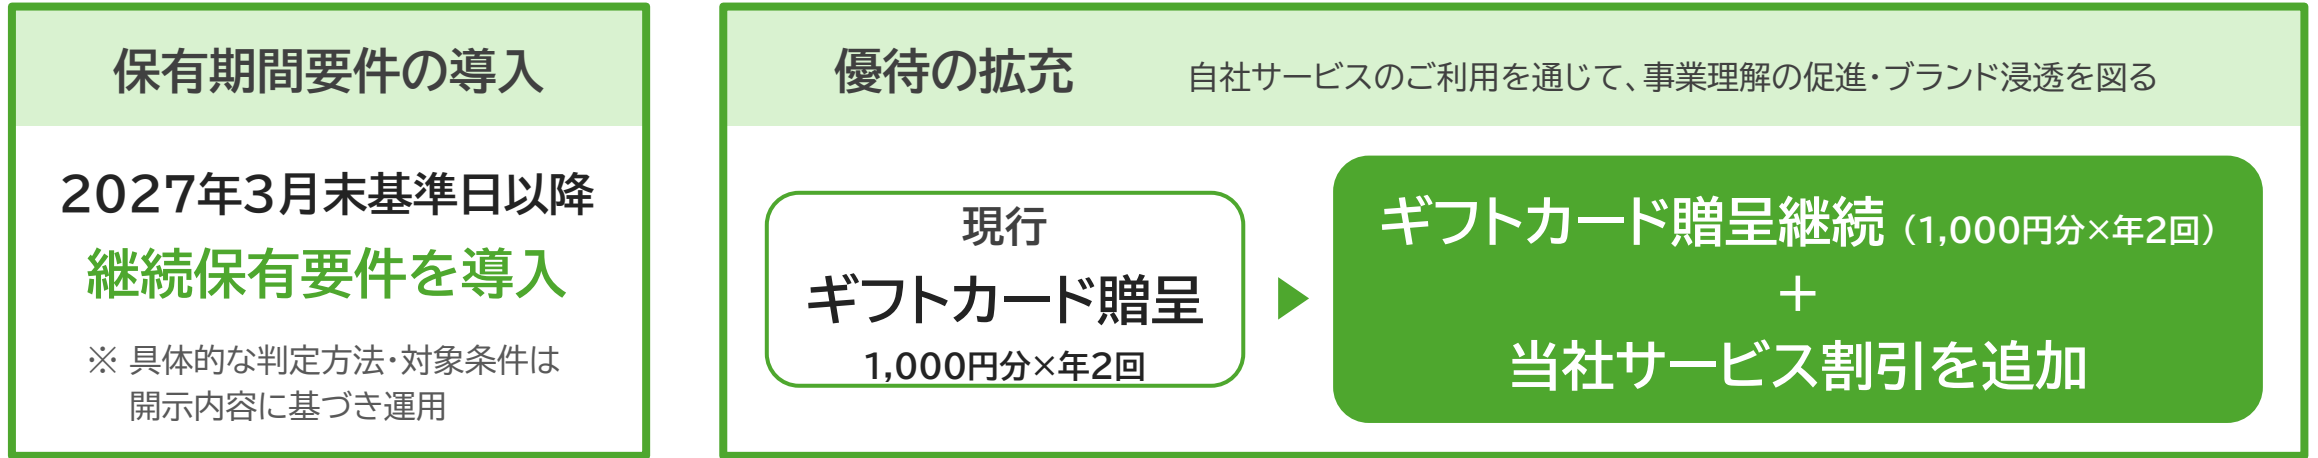 保有期間要件の導入
2027年3月末基準日以降
継続保有要件を導入
※ 具体的な判定方法・対象条件は
開示内容に基づき運用
優待の拡充
自社サービスのご利用を通じて、事業理解の促進・ブランド浸透を図る
現行
ギフトカード贈呈
1,000円分×年2回
ギフトカード贈呈継続（1,000円分×年2回）
＋
当社サービス割引を追加